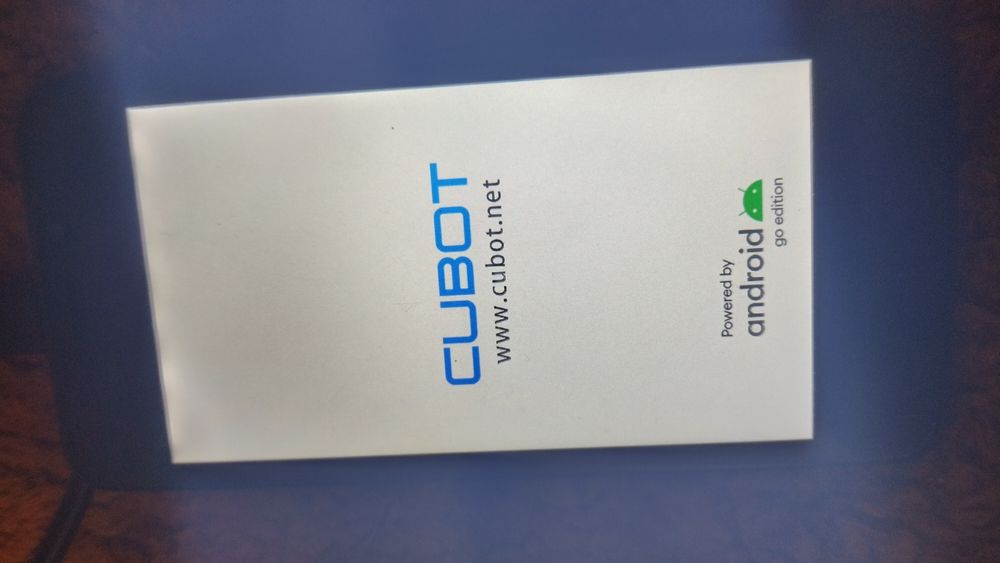 CUBOT
www.cubot.net
Powered by
android
go edition